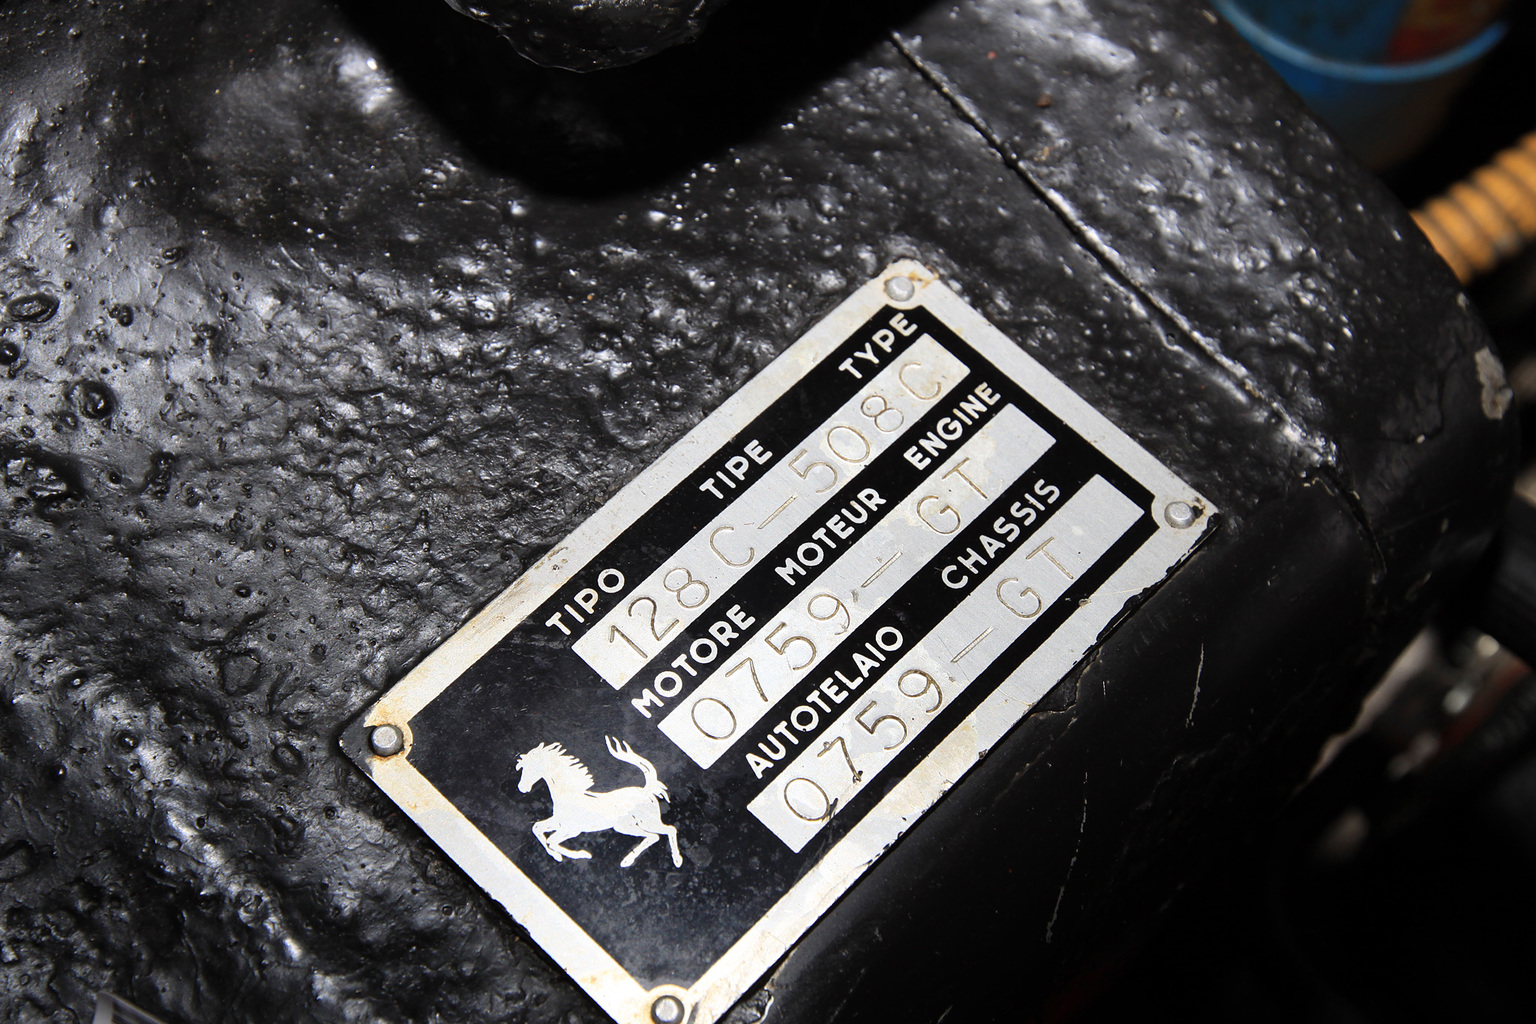 TIPO TIPE TYPE
128C-508C
MOTORE MOTEUR ENGINE
0759-GT
AUTOTELAIO CHASSIS
0759-GT